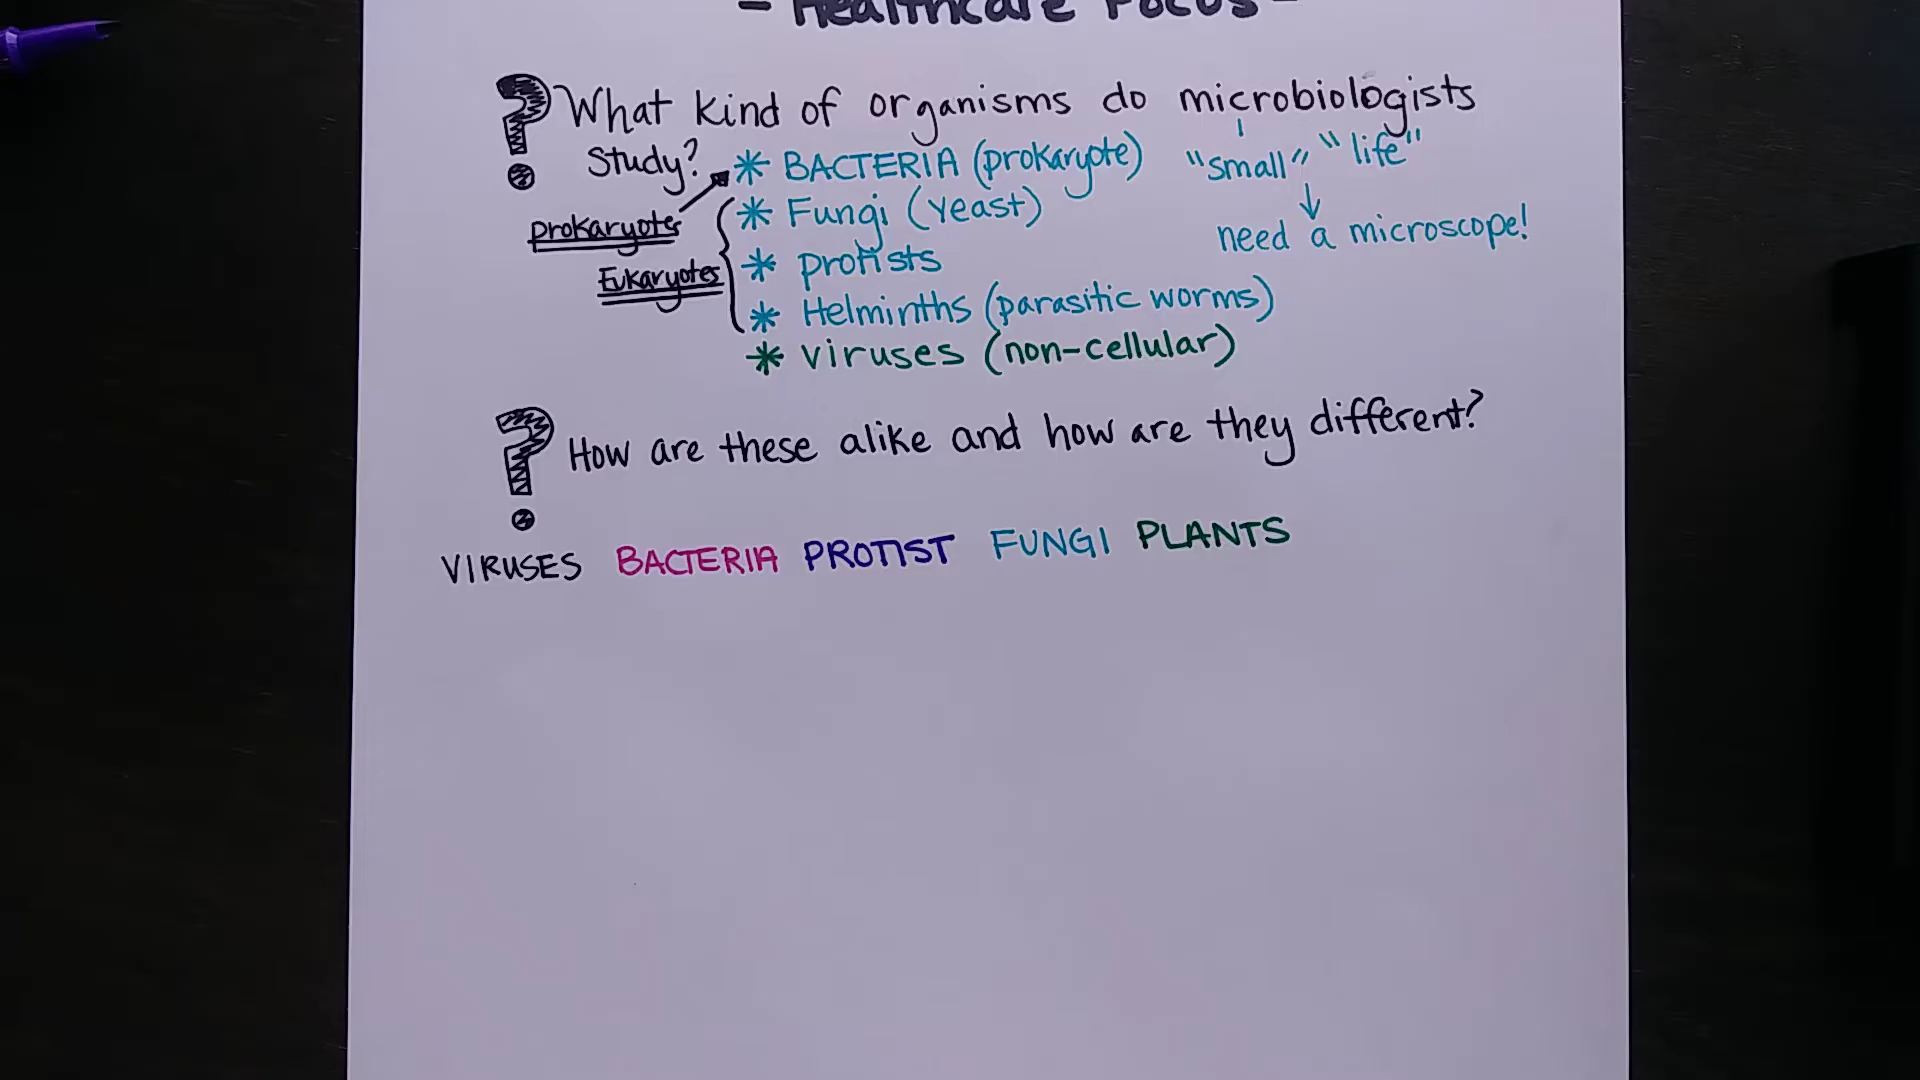 - Healthcare Focus -
? What kind of organisms do microbiologists
Study? * BACTERIA (prokaryote) "small" "life"
prokaryotes * Fungi (yeast) need a microscope!
Eukaryotes * protists
* Helminths (parasitic worms)
* viruses (non-cellular)
? How are these alike and how are they different?
VIRUSES BACTERIA PROTIST FUNGI PLANTS